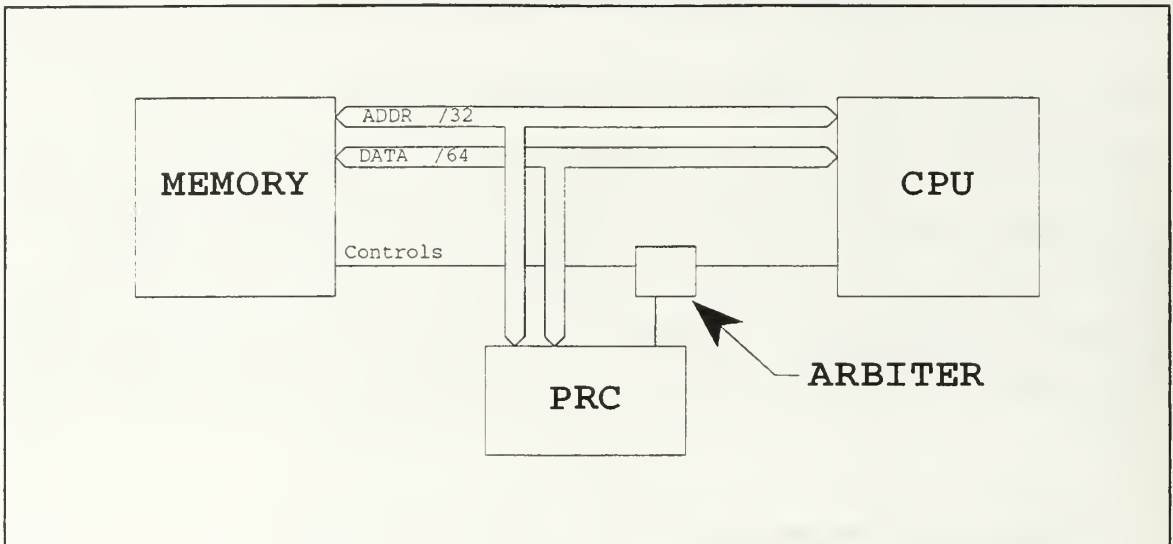 ADDR /32
DATA /64
MEMORY
CPU
Controls
ARBITER
PRC